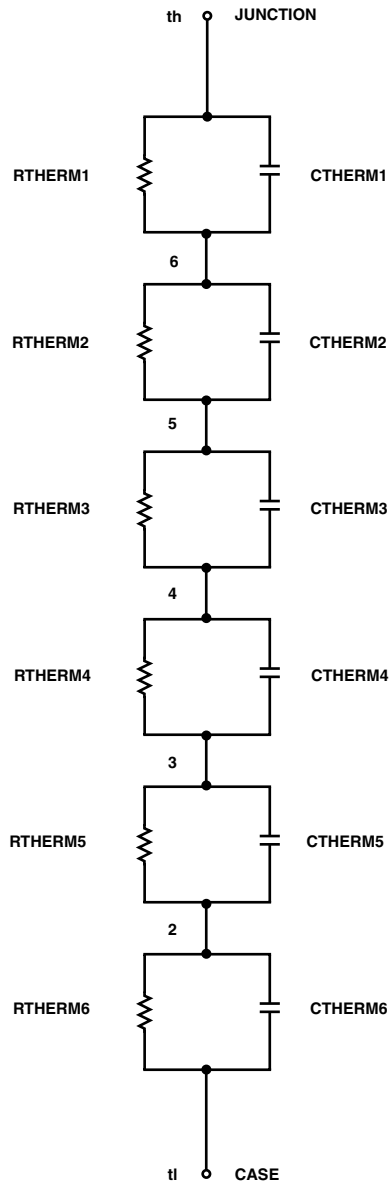 th JUNCTION
RTHERM1 CTHERM1
6
RTHERM2 CTHERM2
5
RTHERM3 CTHERM3
4
RTHERM4 CTHERM4
3
RTHERM5 CTHERM5
2
RTHERM6 CTHERM6
tl CASE